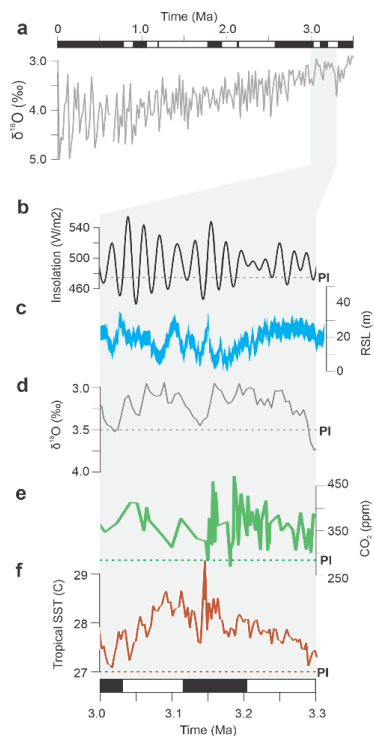 Time (Ma)
0 1.0 2.0 3.0
a
3.0
4.0
5.0
δ18O (‰)
b
540
500
460
Insolation (W/m2)
PI
c
40
20
0
RSL (m)
d
3.0
3.5
4.0
δ18O (‰)
PI
e
450
350
250
CO2 (ppm)
PI
f
29
28
27
Tropical SST (C)
PI
3.0 3.1 3.2 3.3
Time (Ma)